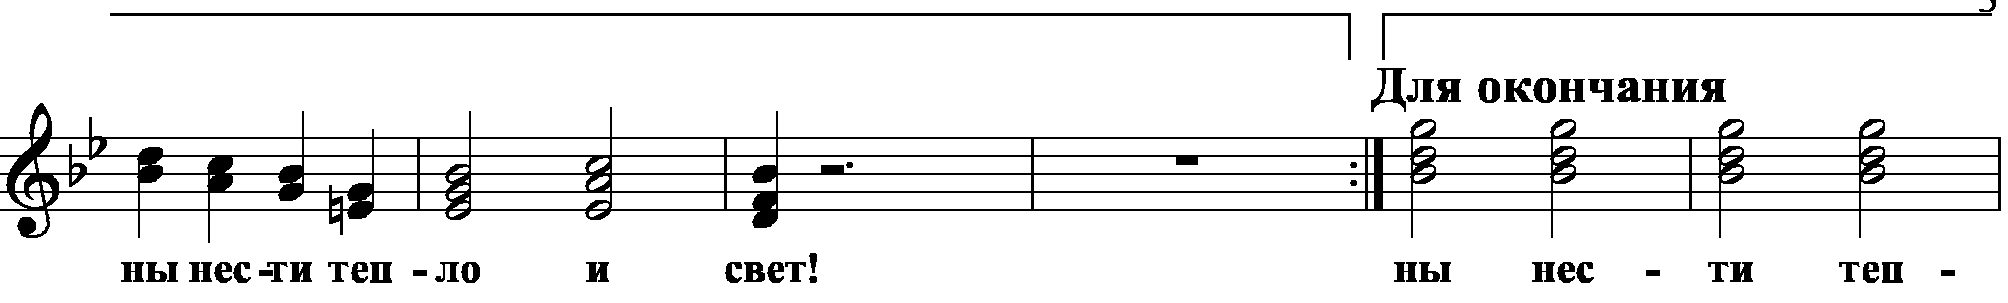 Для окончания
ны нес-ти теп-ло и свет! ны нес - ти теп -